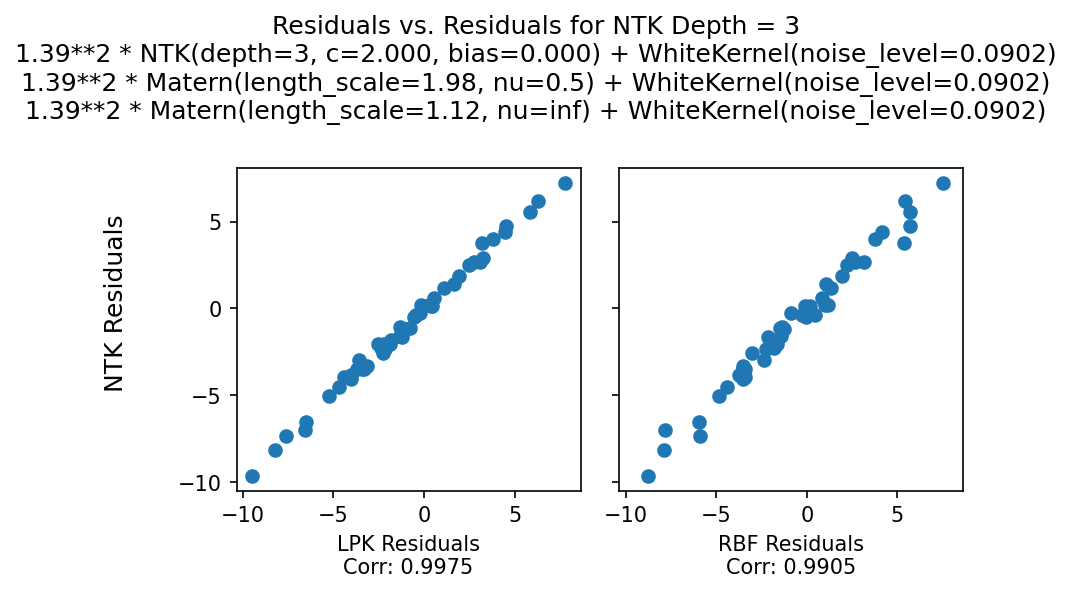 Residuals vs. Residuals for NTK Depth = 3
1.39**2 * NTK(depth=3, c=2.000, bias=0.000) + WhiteKernel(noise_level=0.0902)
1.39**2 * Matern(length_scale=1.98, nu=0.5) + WhiteKernel(noise_level=0.0902)
1.39**2 * Matern(length_scale=1.12, nu=inf) + WhiteKernel(noise_level=0.0902)
NTK Residuals
5
0
−5
−10
−10 −5 0 5
−10 −5 0 5
LPK Residuals
Corr: 0.9975
RBF Residuals
Corr: 0.9905